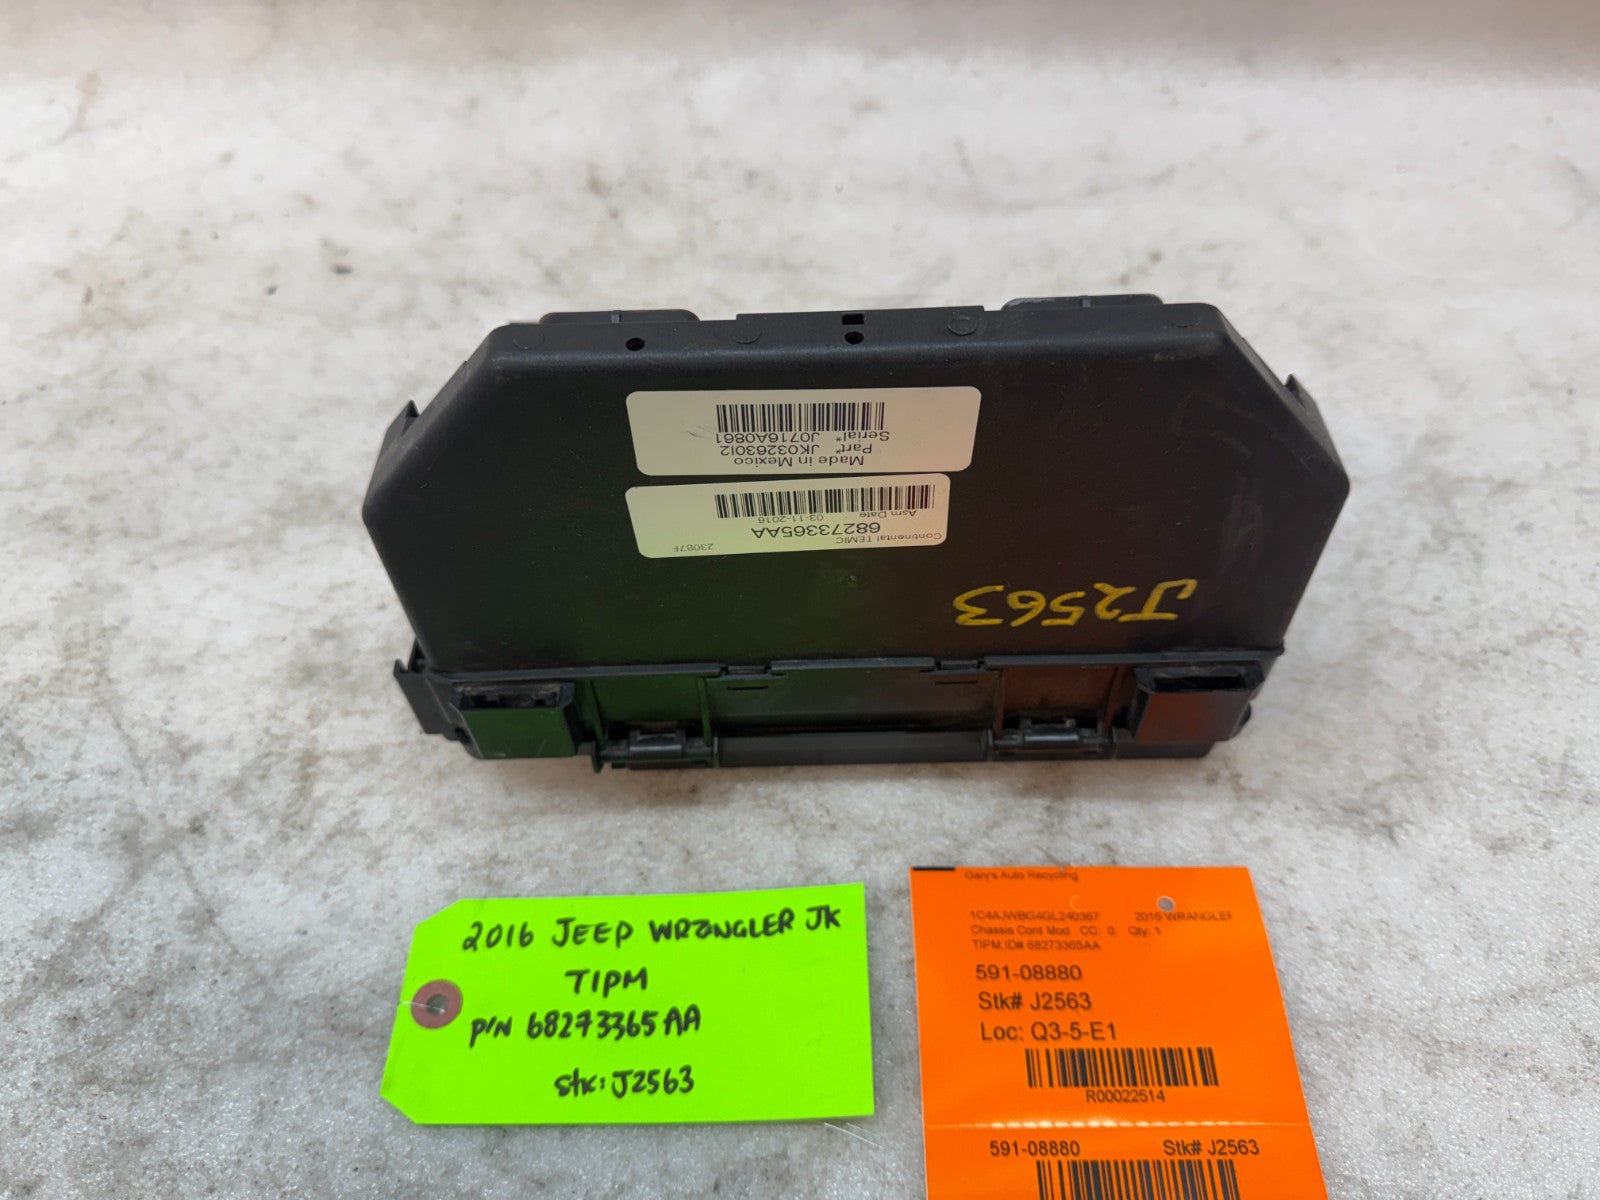 Made in Mexico
Part* JK03263012
Serial* J0716A0861
Continental TEMIC 23087F
68273365AA
Asm Date 03-11-2016
J2563
2016 JEEP WRANGLER JK
TIPM
P/N 68273365AA
Stk: J2563
Gary's Auto Recycling
1C4AJWBG4GL240367 2016 WRANGLER
Chassis Cont Mod CC: 0 Qty: 1
TIPM,ID# 68273365AA
591-08880
Stk# J2563
Loc: Q3-5-E1
R00022514
591-08880 Stk# J2563